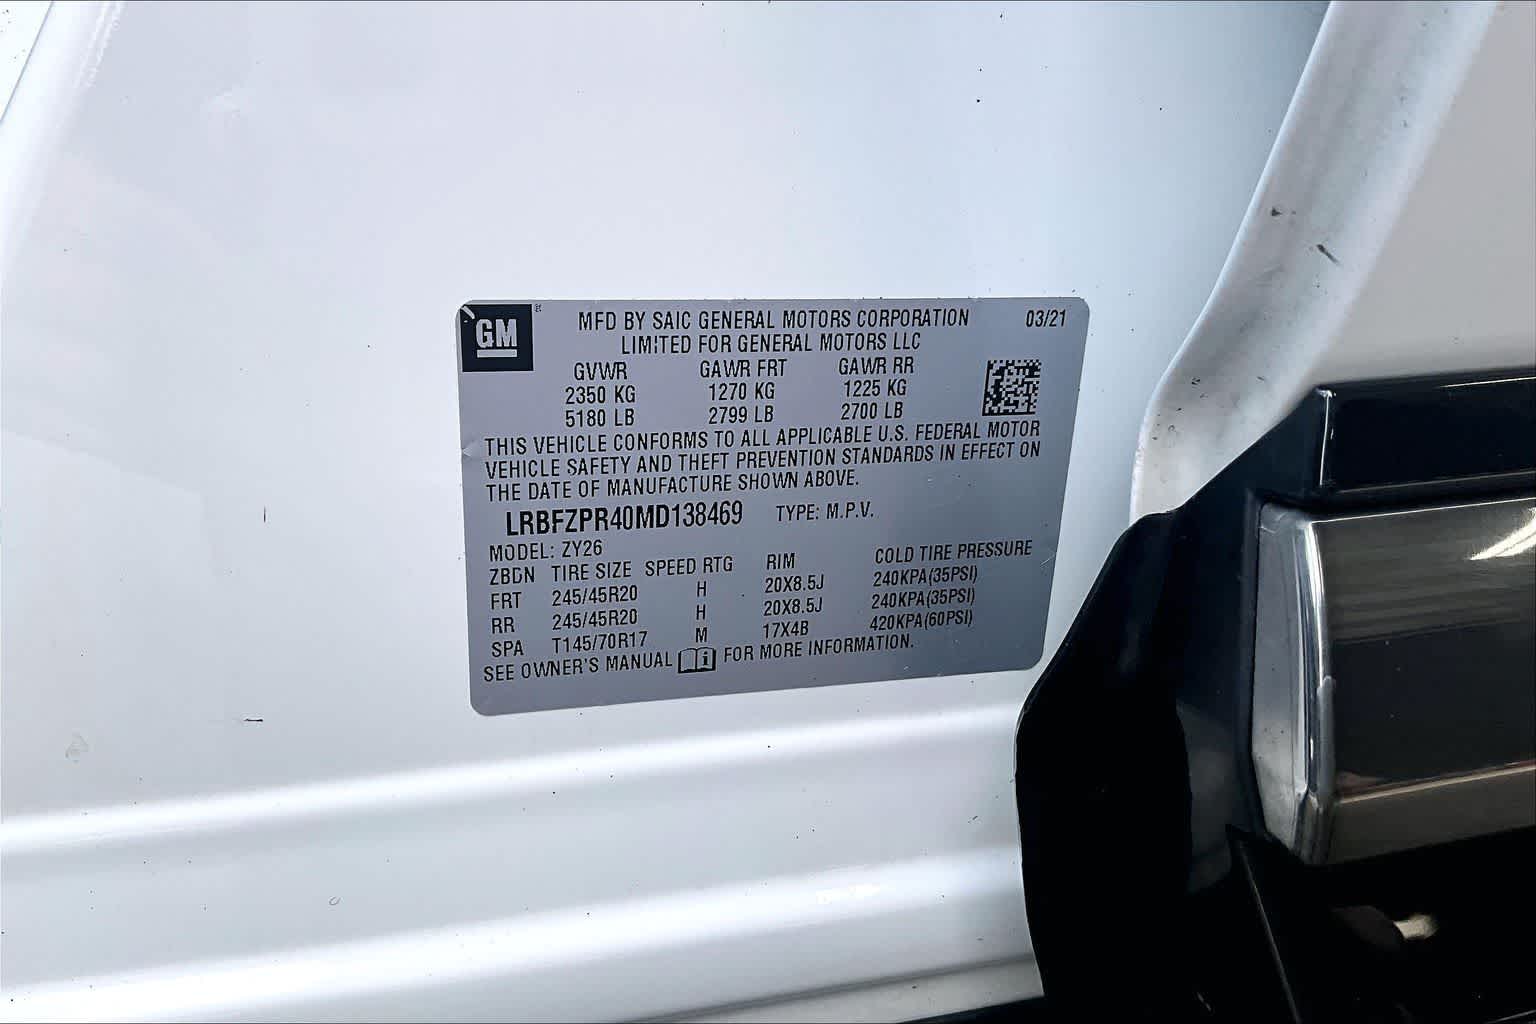 GM
MFD BY SAIC GENERAL MOTORS CORPORATION 03/21
LIMITED FOR GENERAL MOTORS LLC
GVWR GAWR FRT GAWR RR
2350 KG 1270 KG 1225 KG
5180 LB 2799 LB 2700 LB
THIS VEHICLE CONFORMS TO ALL APPLICABLE U.S. FEDERAL MOTOR
VEHICLE SAFETY AND THEFT PREVENTION STANDARDS IN EFFECT ON
THE DATE OF MANUFACTURE SHOWN ABOVE.
LRBFZPR40MD138469 TYPE: M.P.V.
MODEL: ZY26
ZBDN TIRE SIZE SPEED RTG RIM COLD TIRE PRESSURE
FRT 245/45R20 H 20X8.5J 240KPA(35PSI)
RR 245/45R20 H 20X8.5J 240KPA(35PSI)
SPA T145/70R17 M 17X4B 420KPA(60PSI)
SEE OWNER'S MANUAL FOR MORE INFORMATION.